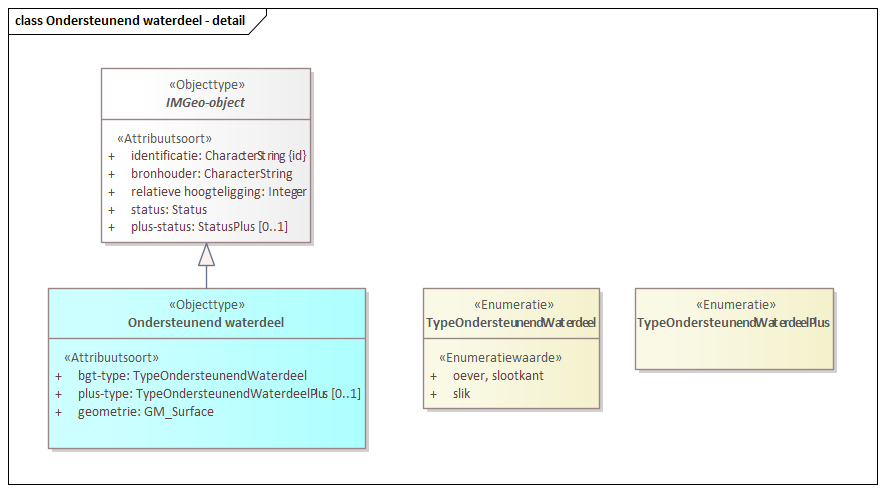 class Ondersteunend waterdeel - detail
«Objecttype»
IMGeo-object
«Attribuutsoort»
+ identificatie: CharacterString {id}
+ bronhouder: CharacterString
+ relatieve hoogteligging: Integer
+ status: Status
+ plus-status: StatusPlus [0..1]
«Objecttype»
Ondersteunend waterdeel
«Attribuutsoort»
+ bgt-type: TypeOndersteunendWaterdeel
+ plus-type: TypeOndersteunendWaterdeelPlus [0..1]
+ geometrie: GM_Surface
«Enumeratie»
TypeOndersteunendWaterdeel
«Enumeratiewaarde»
+ oever, slootkant
+ slik
«Enumeratie»
TypeOndersteunendWaterdeelPlus